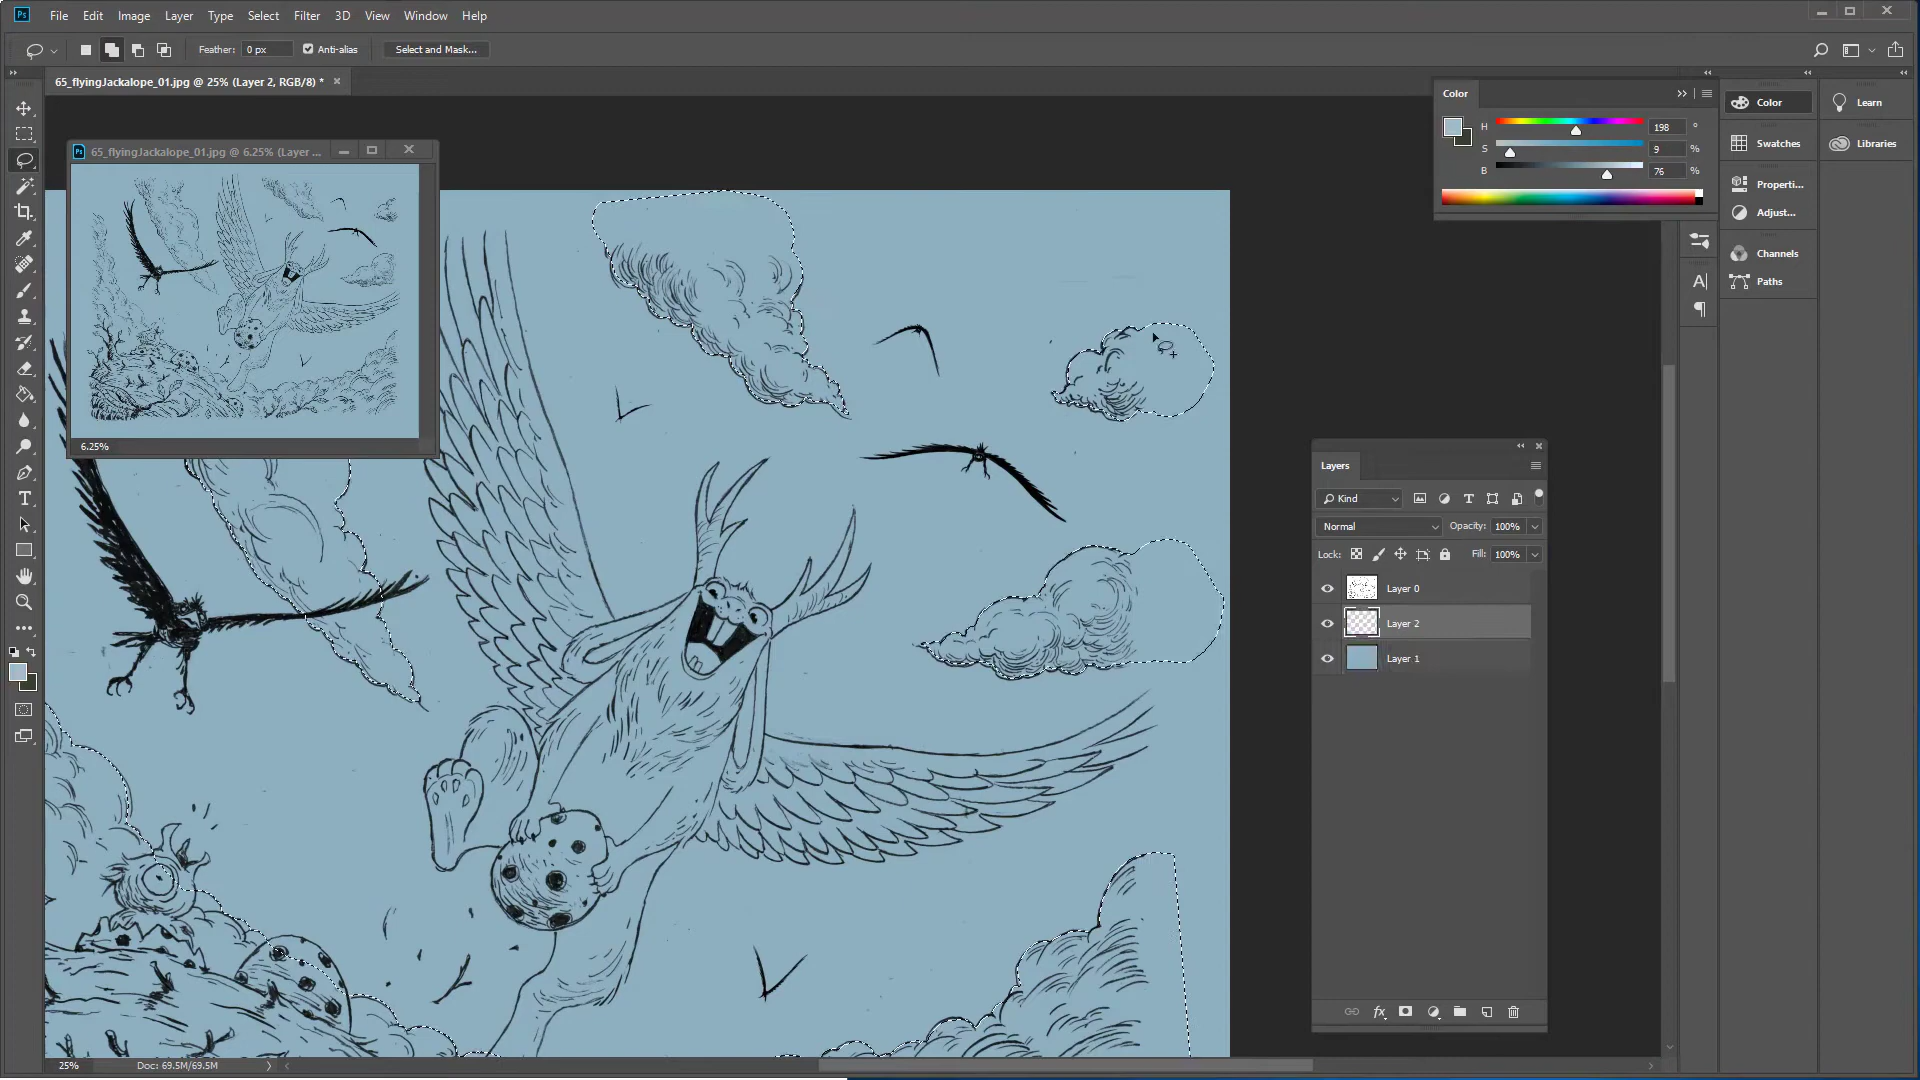 Ps File Edit Image Layer Type Select Filter 3D View Window Help
Feather: 0 px Anti-alias Select and Mask...
65_flyingJackalope_01.jpg @ 25% (Layer 2, RGB/8) *
65_flyingJackalope_01.jpg @ 6.25% (Layer ...
6.25%
Color
H 198 °
S 9 %
B 76 %
Color
Swatches
Properti...
Adjust...
Channels
Paths
Learn
Libraries
Layers
Kind
Normal Opacity: 100%
Lock: Fill: 100%
Layer 0
Layer 2
Layer 1
fx
25% Doc: 69.5M/69.5M